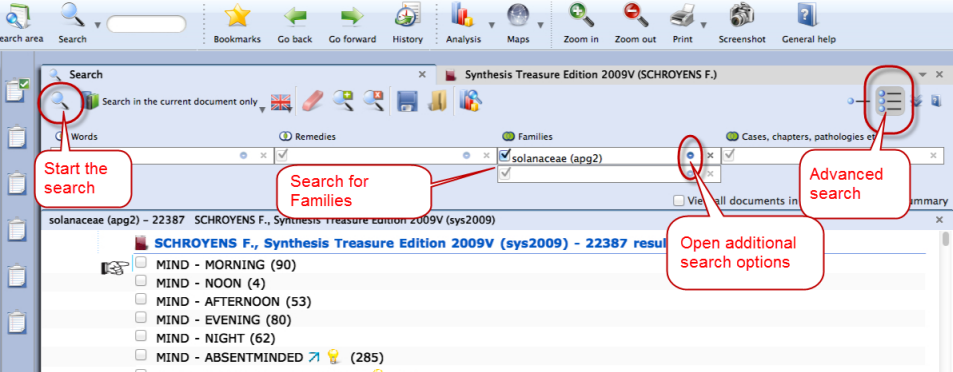 earch area Search Bookmarks Go back Go forward History Analysis Maps Zoom in Zoom out Print Screenshot General help
Search × Synthesis Treasure Edition 2009V (SCHROYENS F.)
Search in the current document only
Words Remedies Families Cases, chapters, pathologies et
solanaceae (apg2)
Start the
search
Search for
Families
Advanced
search
all documents in mmary
solanaceae (apg2) - 22387 SCHROYENS F., Synthesis Treasure Edition 2009V (sys2009)
Open additional
search options
SCHROYENS F., Synthesis Treasure Edition 2009V (sys2009) - 22387 resul
MIND - MORNING (90)
MIND - NOON (4)
MIND - AFTERNOON (53)
MIND - EVENING (80)
MIND - NIGHT (62)
MIND - ABSENTMINDED (285)